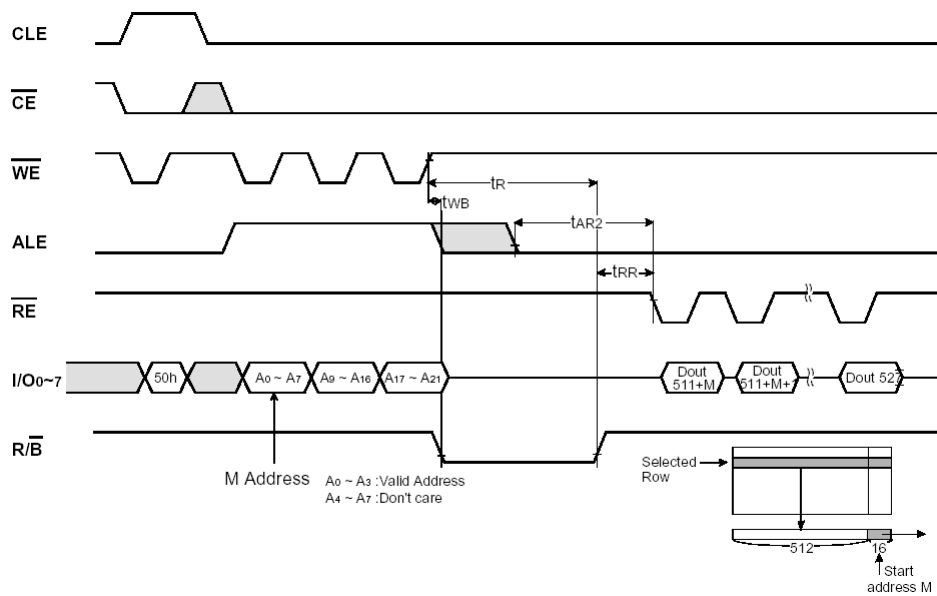 CLE
CE
WE
tR
tWB
ALE
tAR2
tRR
RE
I/O0~7
50h
A0 ~ A7
A9 ~ A16
A17 ~ A21
Dout
511+M
Dout
511+M+1
Dout 527
R/B
M Address
A0 ~ A3 :Valid Address
A4 ~ A7 :Don't care
Selected
Row
512
16
Start
address M